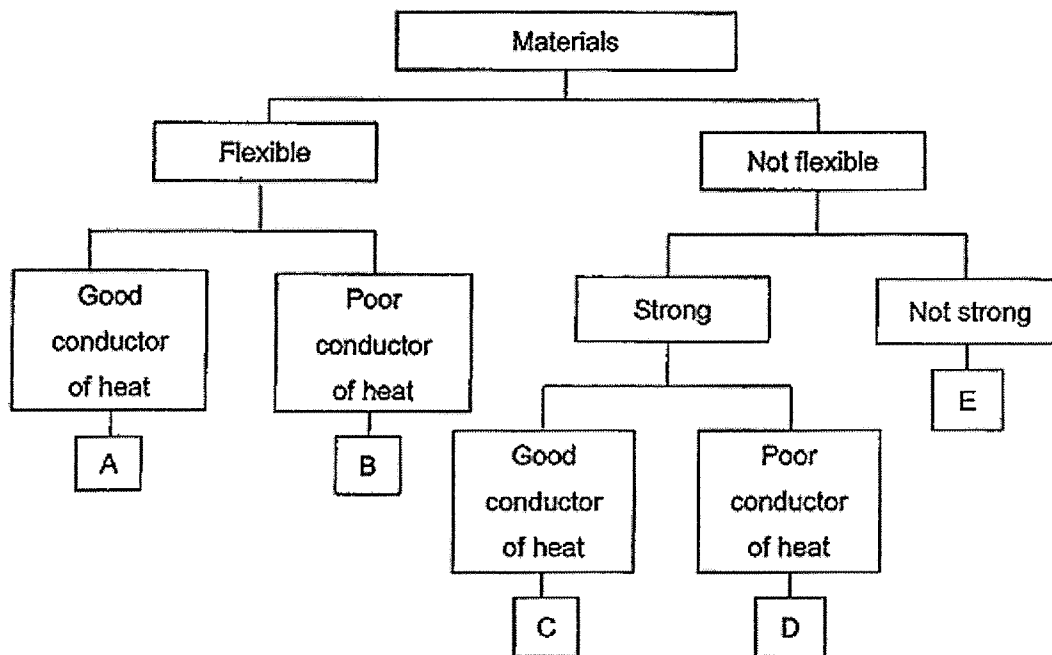 Materials
Flexible
Not flexible
Good
conductor
of heat
Poor
conductor
of heat
Strong
Not strong
A
B
E
Good
conductor
of heat
Poor
conductor
of heat
C
D